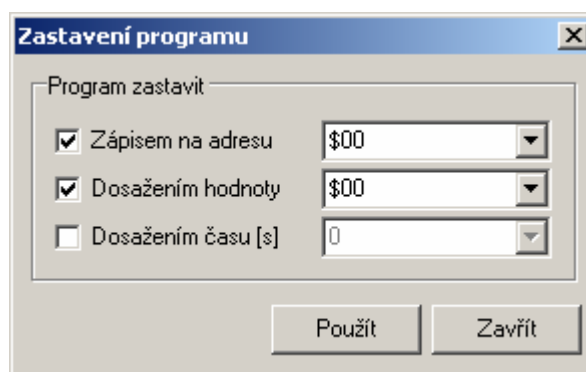 Zastavení programu
Program zastavit
Zápisem na adresu $00
Dosažením hodnoty $00
Dosažením času [s] 0
Použít Zavřít